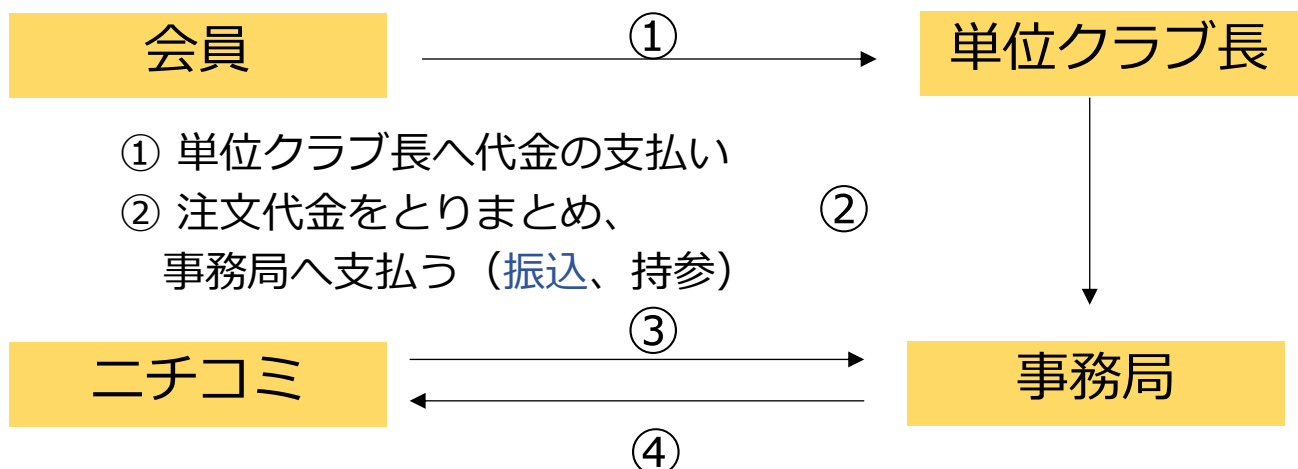 会員
①
単位クラブ長
① 単位クラブ長へ代金の支払い
② 注文代金をとりまとめ、
事務局へ支払う（振込、持参）
②
③
ニチコミ
事務局
④